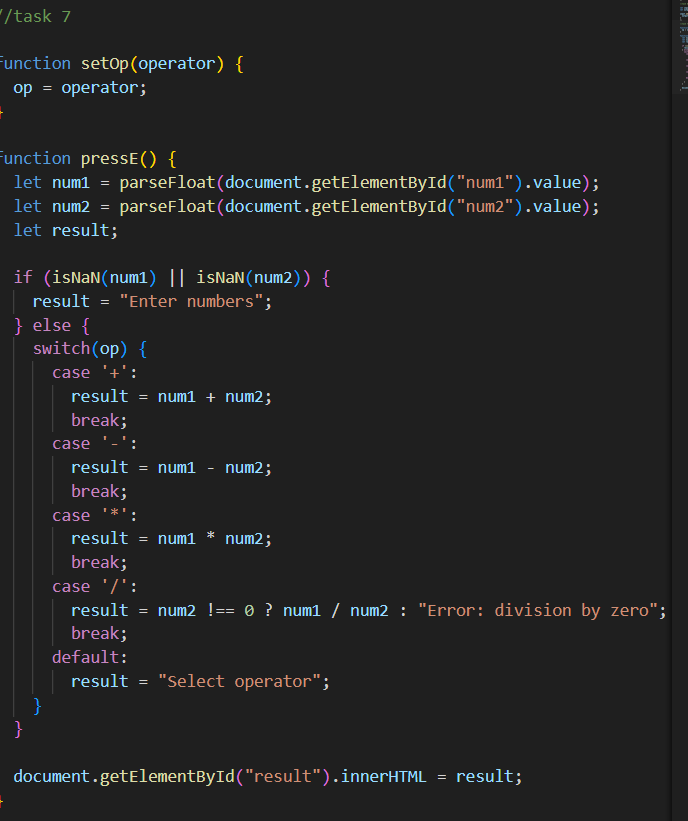 //task 7
function setOp(operator) {
op = operator;
}
function pressE() {
let num1 = parseFloat(document.getElementById("num1").value);
let num2 = parseFloat(document.getElementById("num2").value);
let result;
if (isNaN(num1) || isNaN(num2)) {
result = "Enter numbers";
} else {
switch(op) {
case '+':
result = num1 + num2;
break;
case '-':
result = num1 - num2;
break;
case '*':
result = num1 * num2;
break;
case '/':
result = num2 !== 0 ? num1 / num2 : "Error: division by zero";
break;
default:
result = "Select operator";
}
}
document.getElementById("result").innerHTML = result;
}